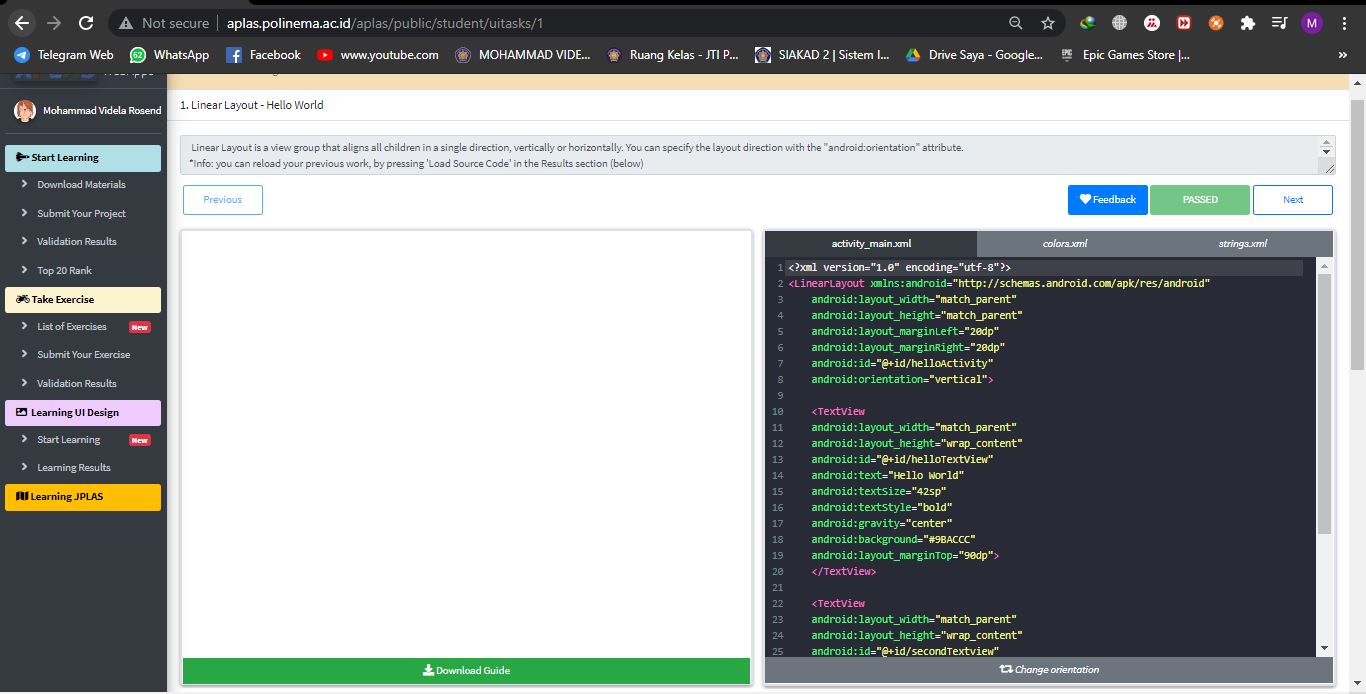 Not secure
aplas.polinema.ac.id/aplas/public/student/uitasks/1
M
Telegram Web
62
WhatsApp
Facebook
www.youtube.com
MOHAMMAD VIDE...
Ruang Kelas - JTI P...
SIAKAD 2 | Sistem I...
Drive Saya - Google...
Epic Games Store |...
»
Mohammad Videla Rosend
Start Learning
Download Materials
Submit Your Project
Validation Results
Top 20 Rank
Take Exercise
List of Exercises
New
Submit Your Exercise
Validation Results
Learning UI Design
Start Learning
New
Learning Results
Learning JPLAS
1. Linear Layout - Hello World
Linear Layout is a view group that aligns all children in a single direction, vertically or horizontally. You can specify the layout direction with the "android:orientation" attribute.
*Info: you can reload your previous work, by pressing 'Load Source Code' in the Results section (below)
Previous
Feedback
PASSED
Next
Download Guide
activity_main.xml
colors.xml
strings.xml
1 <?xml version="1.0" encoding="utf-8"?>
2 <LinearLayout xmlns:android="http://schemas.android.com/apk/res/android"
3 android:layout_width="match_parent"
4 android:layout_height="match_parent"
5 android:layout_marginLeft="20dp"
6 android:layout_marginRight="20dp"
7 android:id="@+id/helloActivity"
8 android:orientation="vertical">
9
10 <TextView
11 android:layout_width="match_parent"
12 android:layout_height="wrap_content"
13 android:id="@+id/helloTextView"
14 android:text="Hello World"
15 android:textSize="42sp"
16 android:textStyle="bold"
17 android:gravity="center"
18 android:background="#9BACCC"
19 android:layout_marginTop="90dp">
20 </TextView>
21
22 <TextView
23 android:layout_width="match_parent"
24 android:layout_height="wrap_content"
25 android:id="@+id/secondTextview"
Change orientation